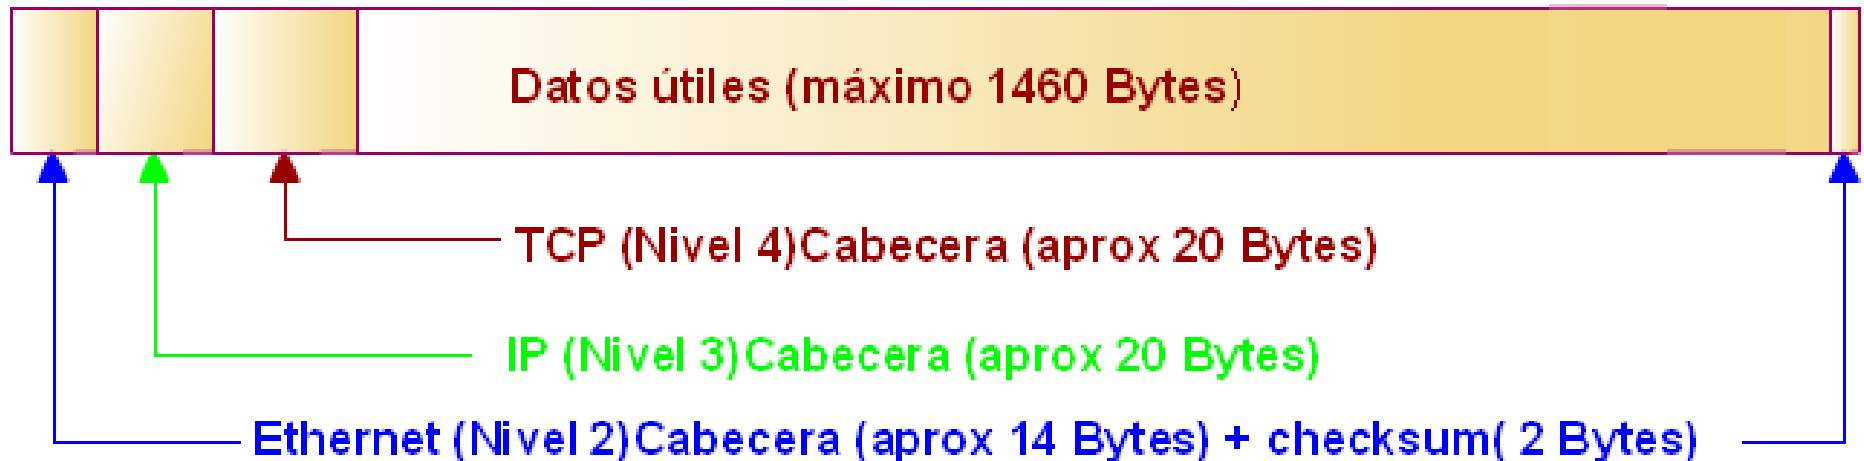 Datos útiles (máximo 1460 Bytes)
TCP (Nivel 4)Cabecera (aprox 20 Bytes)
IP (Nivel 3)Cabecera (aprox 20 Bytes)
Ethernet (Nivel 2)Cabecera (aprox 14 Bytes) + checksum( 2 Bytes)